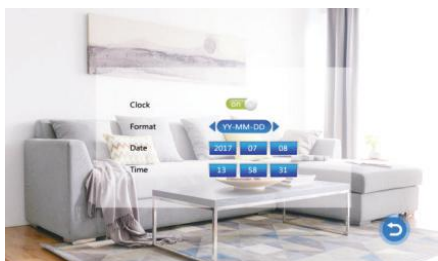 Clock on
Format YY-MM-DD
Date 2017 07 08
Time 13 58 31